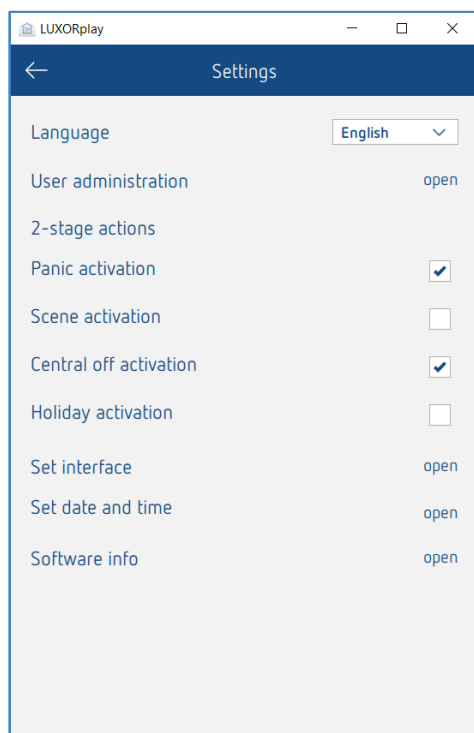 LUXORplay
Settings
Language English
User administration open
2-stage actions
Panic activation
Scene activation
Central off activation
Holiday activation
Set interface open
Set date and time open
Software info open